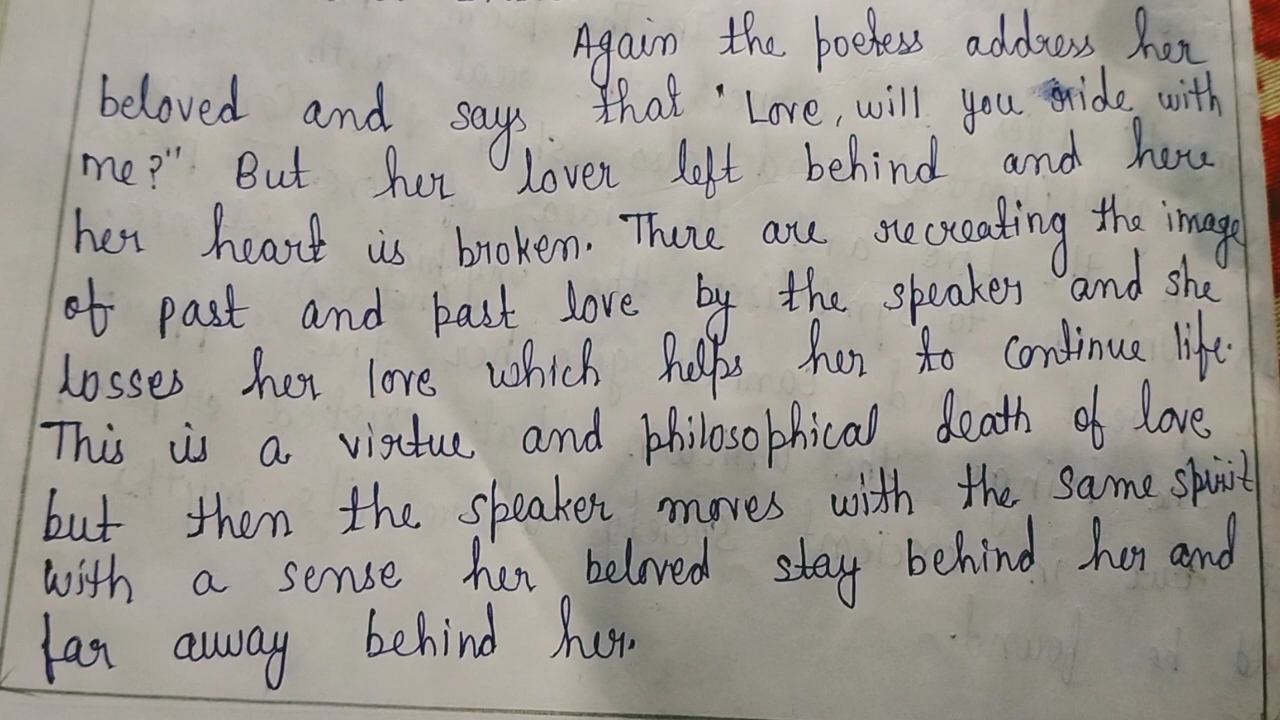 Again the poetess address her
beloved and says that "Love, will you ride with
me?" But her lover left behind and here
her heart is broken. There are recreating the image
of past and past love by the speaker and she
losses her love which helps her to continue life.
This is a virtue and philosophical death of love
but then the speaker moves with the same spirit
with a sense her beloved stay behind her and
far away behind her.